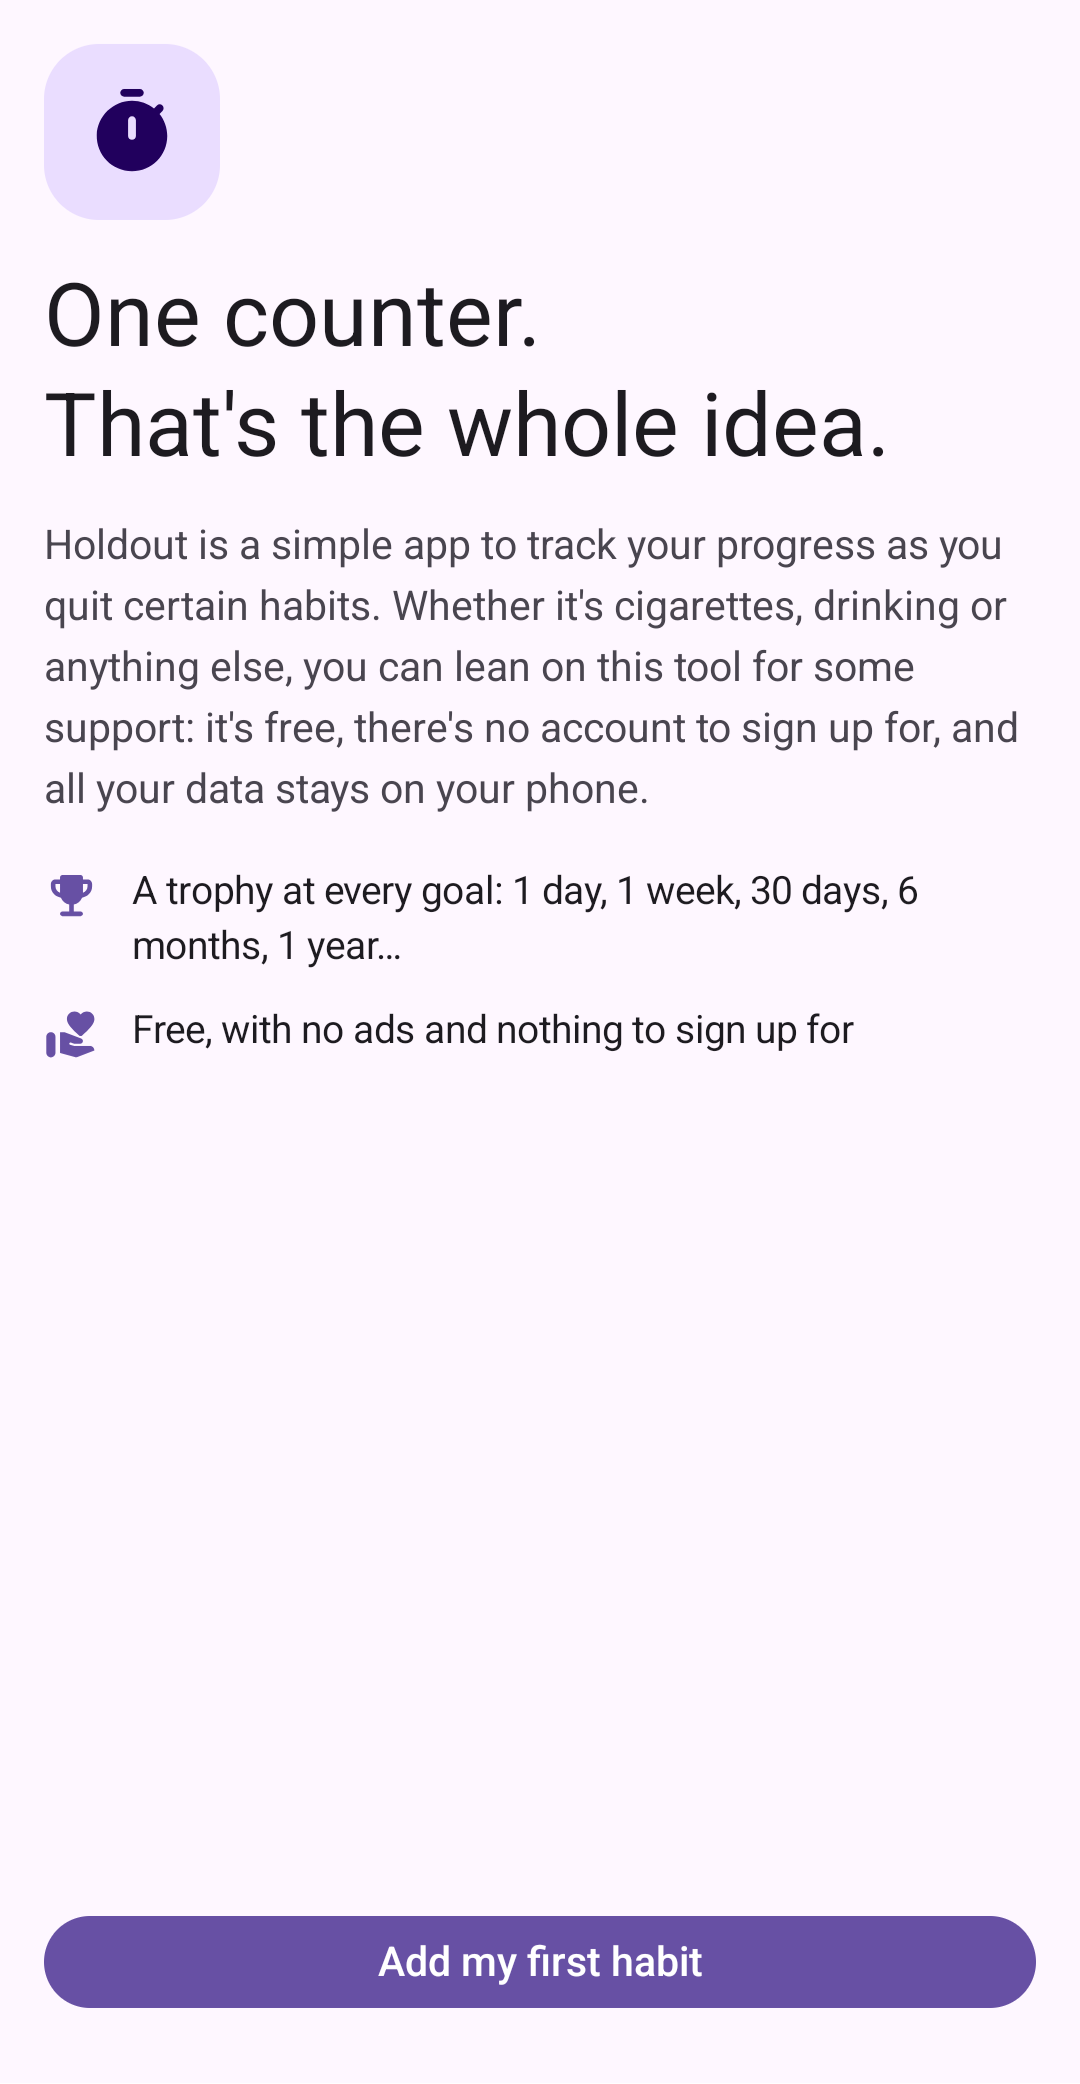 One counter.
That's the whole idea.
Holdout is a simple app to track your progress as you
quit certain habits. Whether it's cigarettes, drinking or
anything else, you can lean on this tool for some
support: it's free, there's no account to sign up for, and
all your data stays on your phone.
A trophy at every goal: 1 day, 1 week, 30 days, 6
months, 1 year…
Free, with no ads and nothing to sign up for
Add my first habit